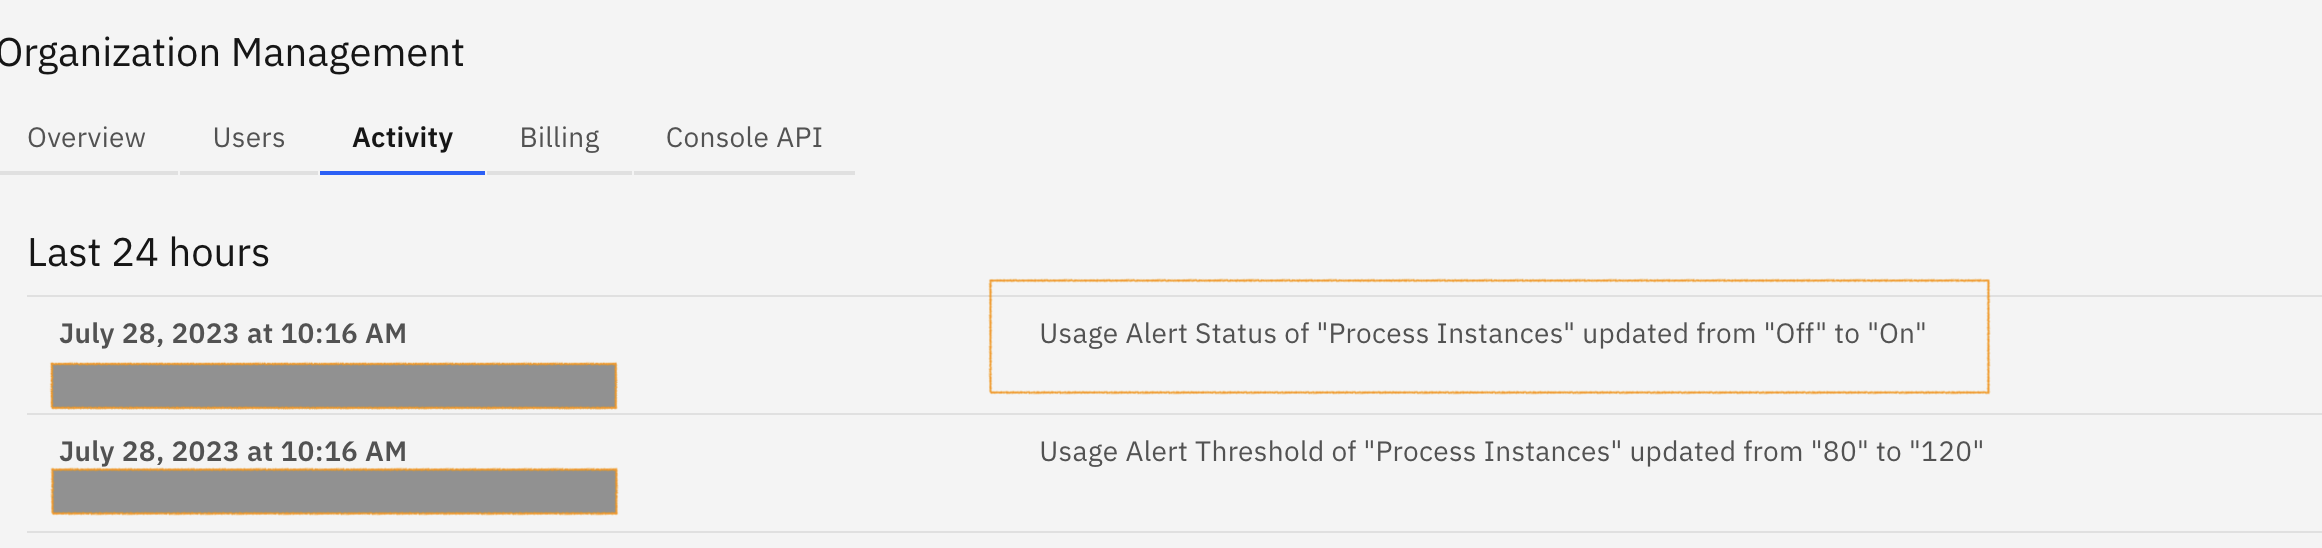 Organization Management
Overview Users Activity Billing Console API
Last 24 hours
July 28, 2023 at 10:16 AM Usage Alert Status of "Process Instances" updated from "Off" to "On"
July 28, 2023 at 10:16 AM Usage Alert Threshold of "Process Instances" updated from "80" to "120"